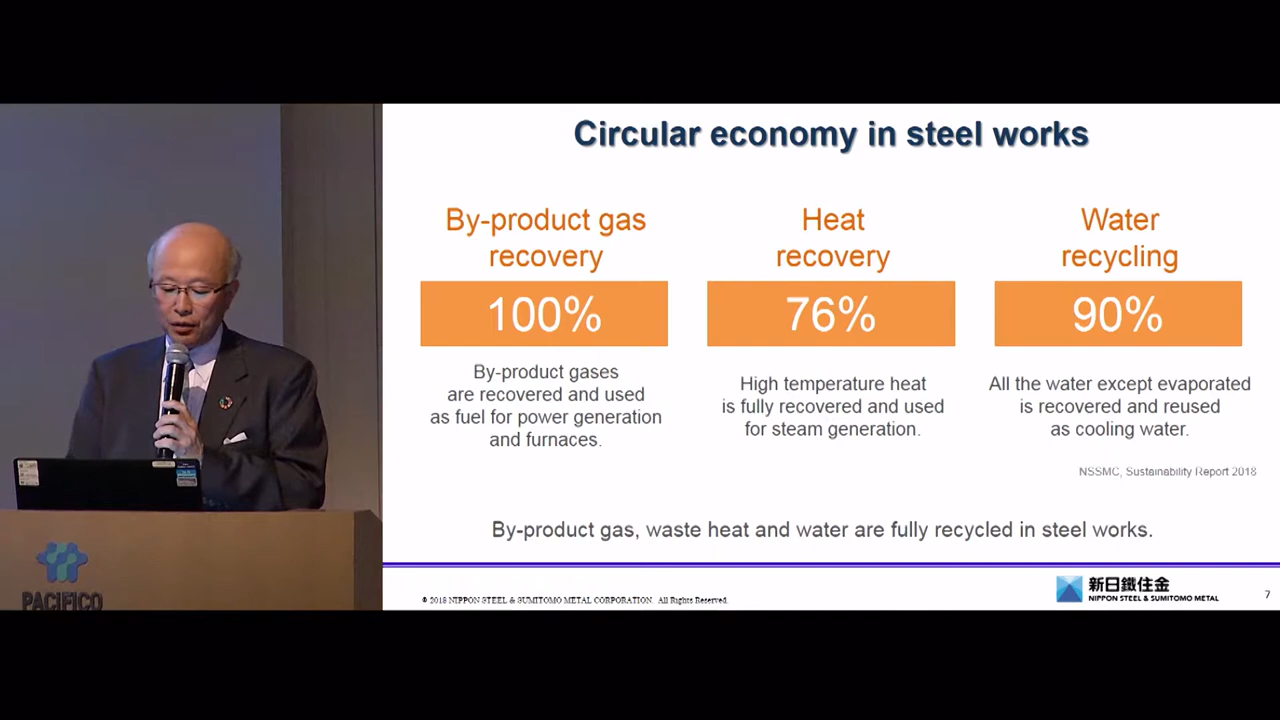 Circular economy in steel works
By-product gas
recovery
100%
By-product gases
are recovered and used
as fuel for power generation
and furnaces.
Heat
recovery
76%
High temperature heat
is fully recovered and used
for steam generation.
Water
recycling
90%
All the water except evaporated
is recovered and reused
as cooling water.
NSSMC, Sustainability Report 2018
By-product gas, waste heat and water are fully recycled in steel works.
© 2018 NIPPON STEEL & SUMITOMO METAL CORPORATION. All Rights Reserved.
新日鐵住金
NIPPON STEEL & SUMITOMO METAL
7
PACIFICO